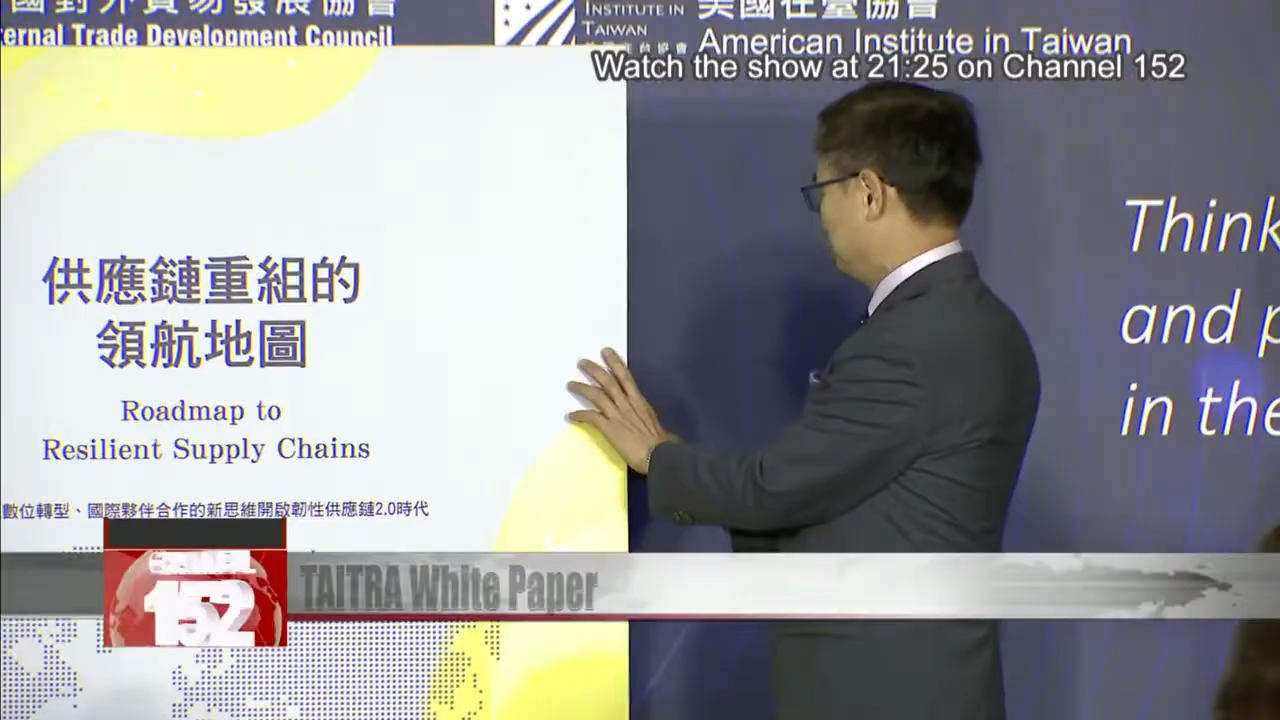 國對外貿易發展協會
ernal Trade Development Council
INSTITUTE IN
TAIWAN
美國在臺協會
American Institute in Taiwan
Watch the show at 21:25 on Channel 152
供應鏈重組的
領航地圖
Roadmap to
Resilient Supply Chains
數位轉型、國際夥伴合作的新思維開啟韌性供應鏈2.0時代
Think
and p
in the
152
TAITRA White Paper